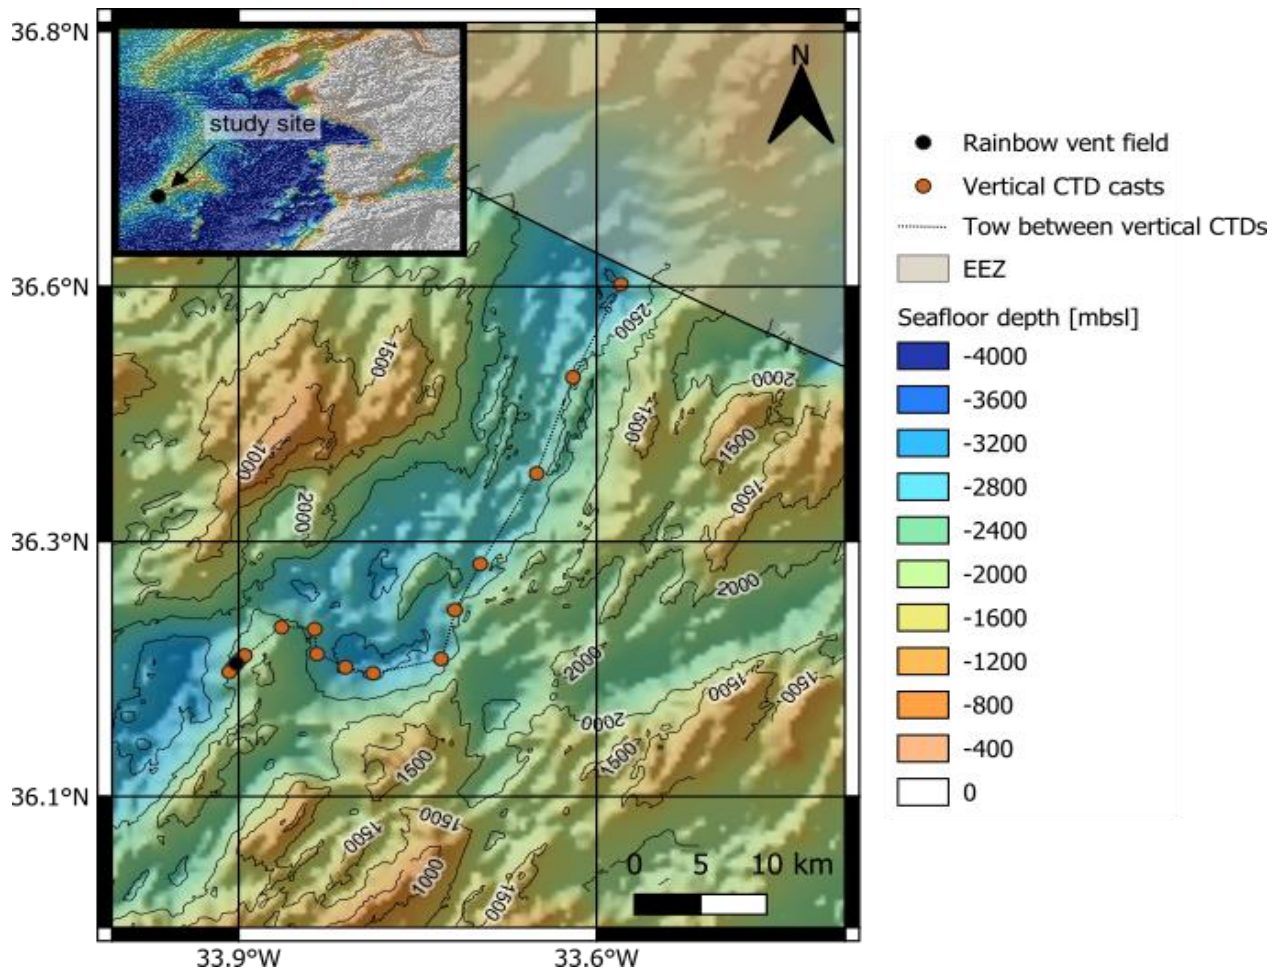 36.8°N
36.6°N
36.3°N
36.1°N
33.9°W
33.6°W
study site
N
1500
1000
2000
2500
1500
2000
1500
1500
2000
2000
2000
1500
1500
1500
1500
1500
1500
1000
1500
0 5 10 km
Rainbow vent field
Vertical CTD casts
Tow between vertical CTDs
EEZ
Seafloor depth [mbsl]
-4000
-3600
-3200
-2800
-2400
-2000
-1600
-1200
-800
-400
0